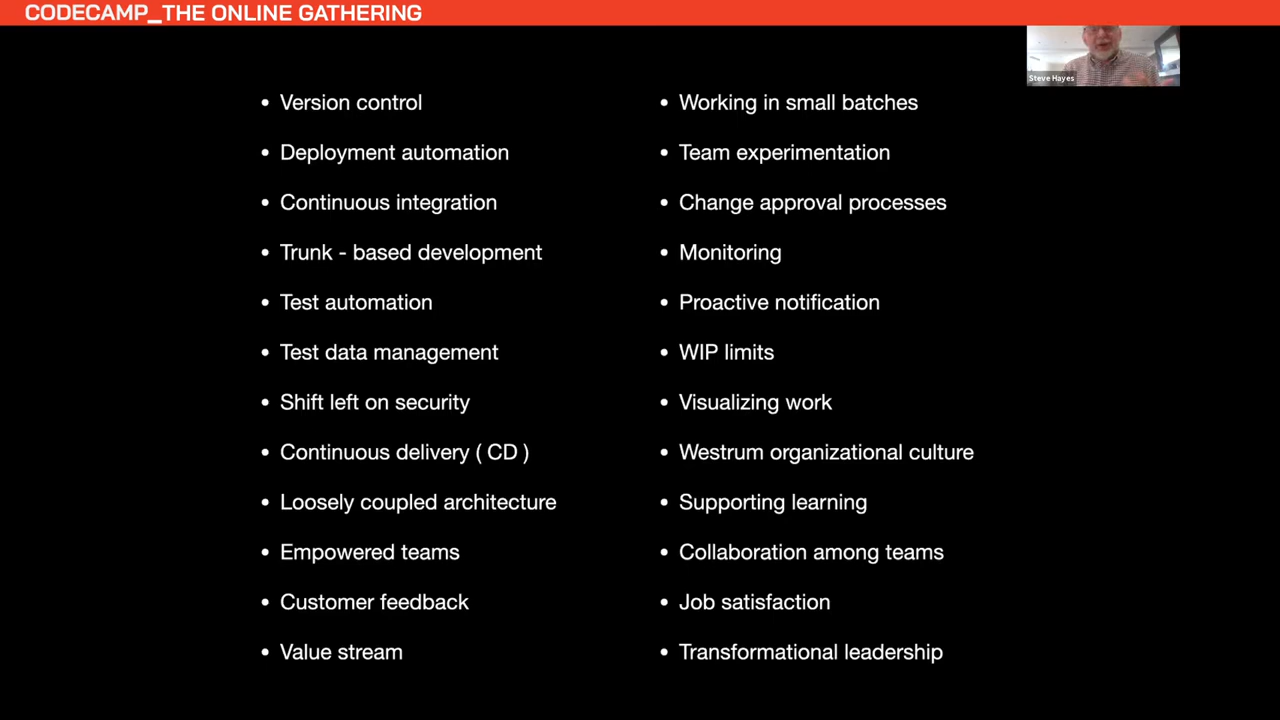 CODECAMP_THE ONLINE GATHERING
Steve Hayes
• Version control
• Deployment automation
• Continuous integration
• Trunk - based development
• Test automation
• Test data management
• Shift left on security
• Continuous delivery ( CD )
• Loosely coupled architecture
• Empowered teams
• Customer feedback
• Value stream
• Working in small batches
• Team experimentation
• Change approval processes
• Monitoring
• Proactive notification
• WIP limits
• Visualizing work
• Westrum organizational culture
• Supporting learning
• Collaboration among teams
• Job satisfaction
• Transformational leadership